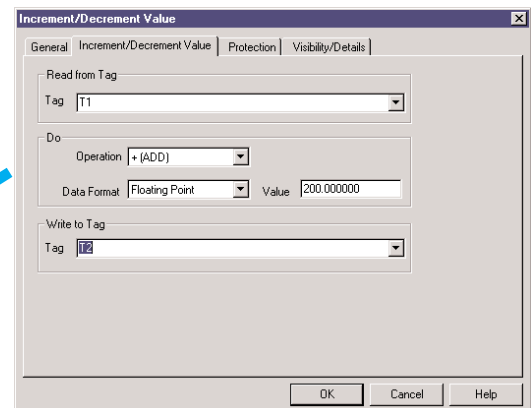 Increment/Decrement Value
General Increment/Decrement Value Protection Visibility/Details
Read from Tag
Tag T1
Do
Operation + (ADD)
Data Format Floating Point Value 200.000000
Write to Tag
Tag T2
OK Cancel Help